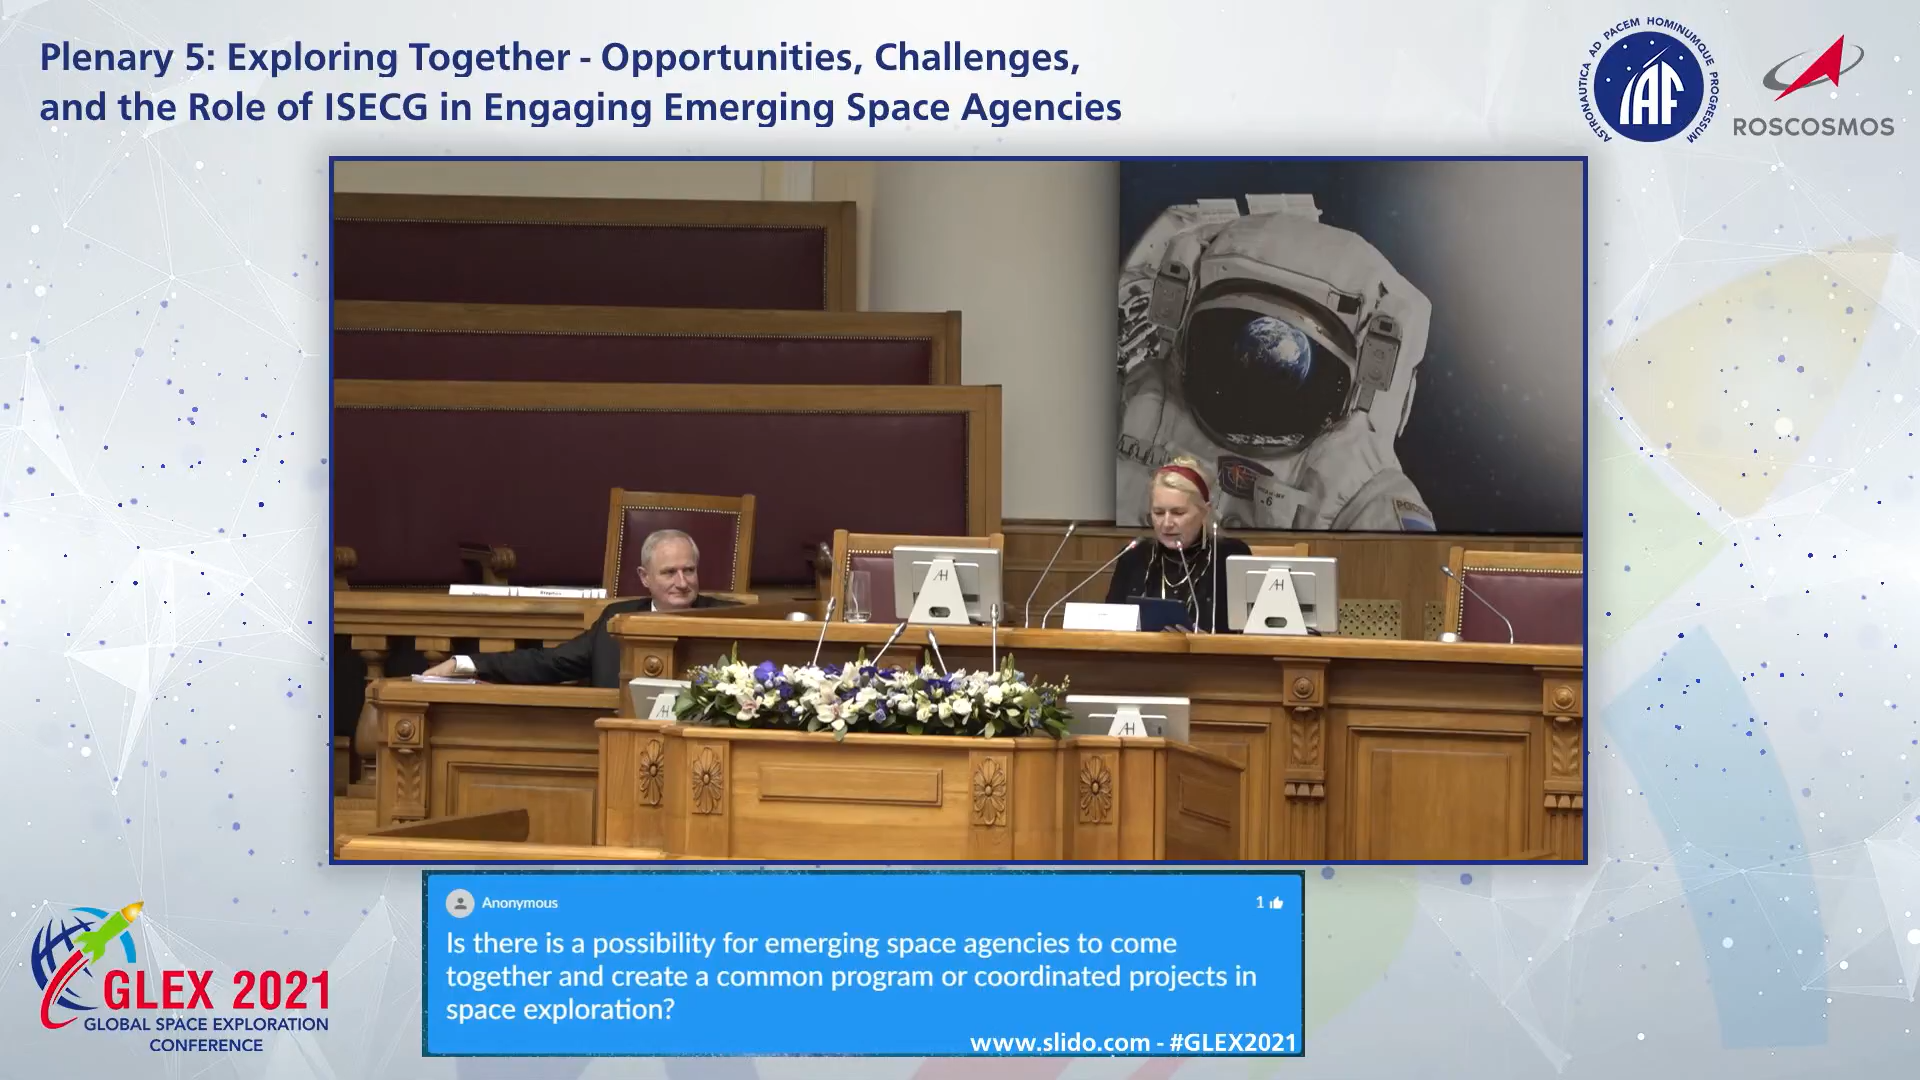 Plenary 5: Exploring Together - Opportunities, Challenges,
and the Role of ISECG in Engaging Emerging Space Agencies
ASTRONAUTICA AD PACEM HOMINUMQUE PROGRESSUM
IAF
ROSCOSMOS
Anonymous
1
Is there is a possibility for emerging space agencies to come
together and create a common program or coordinated projects in
space exploration?
www.slido.com - #GLEX2021
GLEX 2021
GLOBAL SPACE EXPLORATION
CONFERENCE